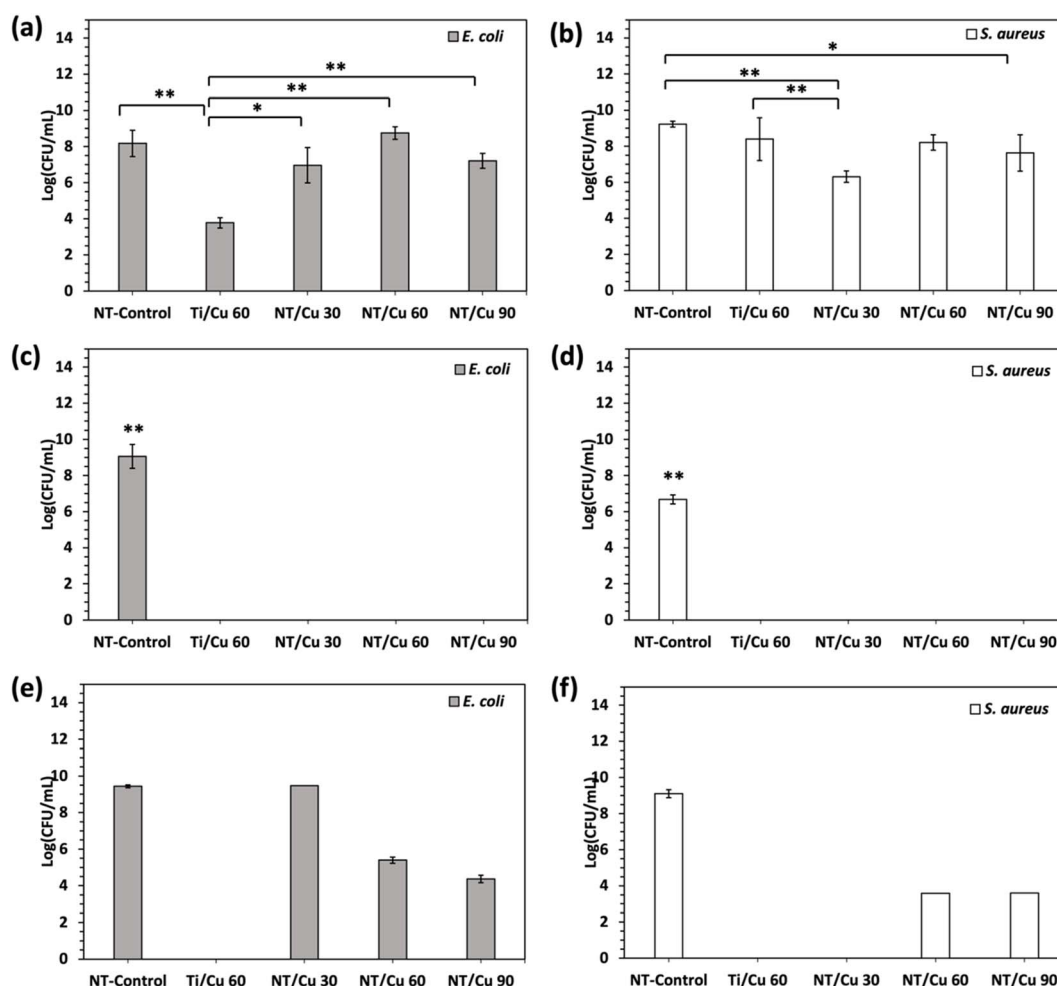 (a)
E. coli
14
12
10
8
6
4
2
0
Log(CFU/mL)
**
**
**
*
NT-Control Ti/Cu 60 NT/Cu 30 NT/Cu 60 NT/Cu 90
(b)
S. aureus
14
12
10
8
6
4
2
0
Log(CFU/mL)
*
**
**
NT-Control Ti/Cu 60 NT/Cu 30 NT/Cu 60 NT/Cu 90
(c)
E. coli
14
12
10
8
6
4
2
0
Log(CFU/mL)
**
NT-Control Ti/Cu 60 NT/Cu 30 NT/Cu 60 NT/Cu 90
(d)
S. aureus
14
12
10
8
6
4
2
0
Log(CFU/mL)
**
NT-Control Ti/Cu 60 NT/Cu 30 NT/Cu 60 NT/Cu 90
(e)
E. coli
14
12
10
8
6
4
2
0
Log(CFU/mL)
NT-Control Ti/Cu 60 NT/Cu 30 NT/Cu 60 NT/Cu 90
(f)
S. aureus
14
12
10
8
6
4
2
0
Log(CFU/mL)
NT-Control Ti/Cu 60 NT/Cu 30 NT/Cu 60 NT/Cu 90